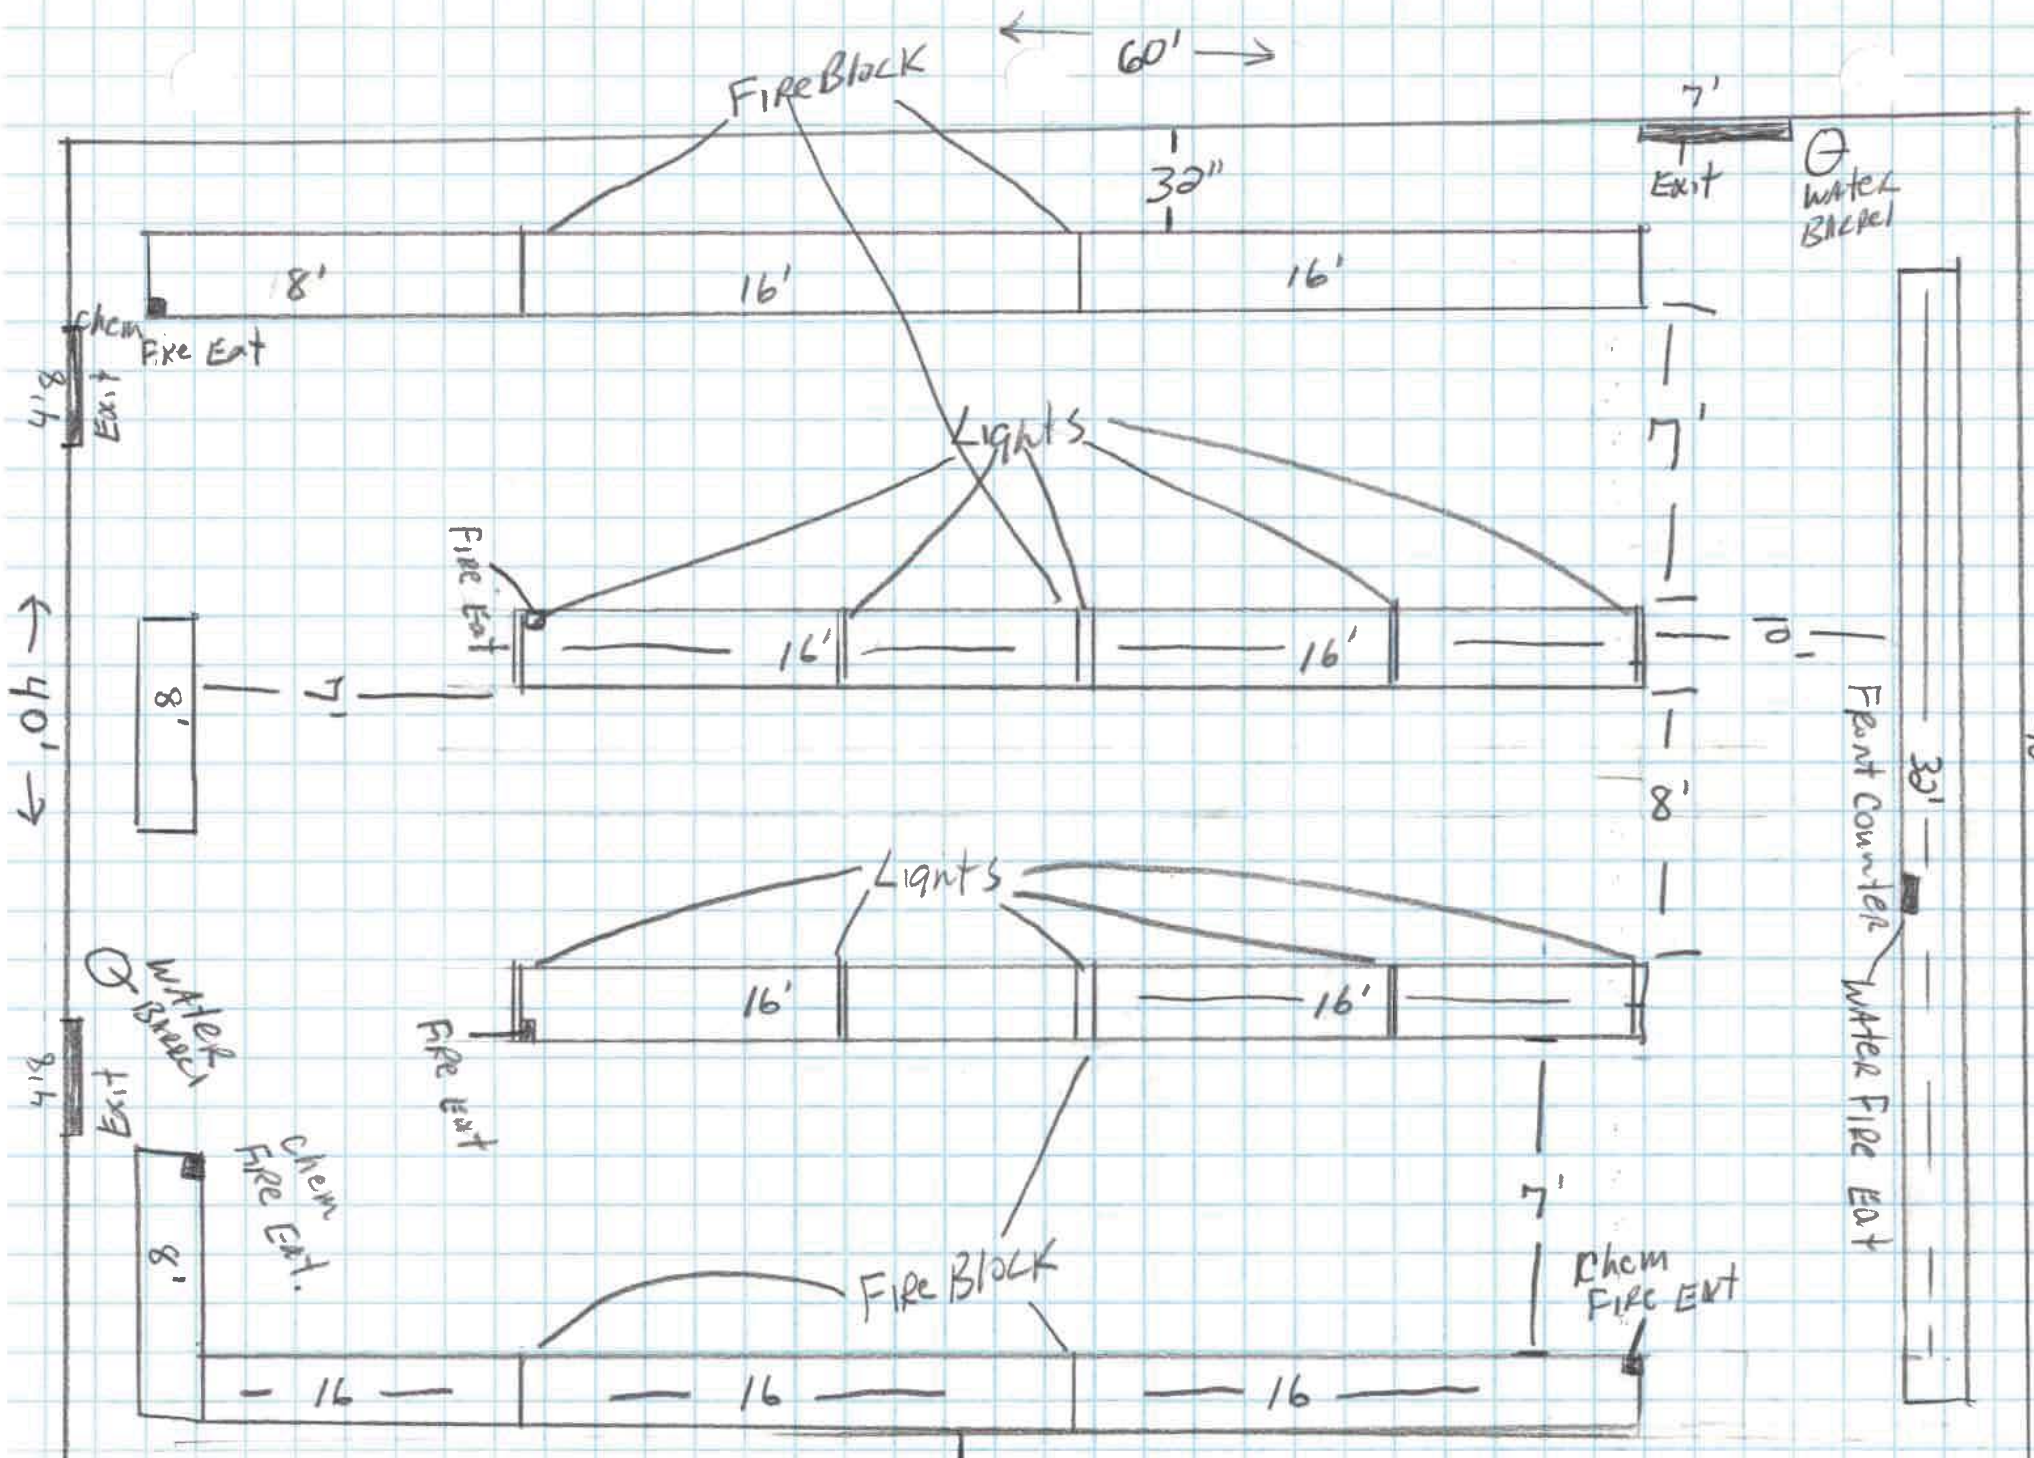 60'
Fire Block
7'
32"
Exit
Water
Barrel
8'
16'
16'
Chem
Fire Ext
4'8
Exit
7'
Lights
Fire Ext
16'
16'
10'
40'
8'
7'
Front Counter
30'
8'
Lights
Water
Barrel
16'
16'
Fire Ext
Water Fire Ext
4'8
Exit
Chem
Fire Ext.
7'
8'
Fire Block
Chem
Fire Ext
16
16
16